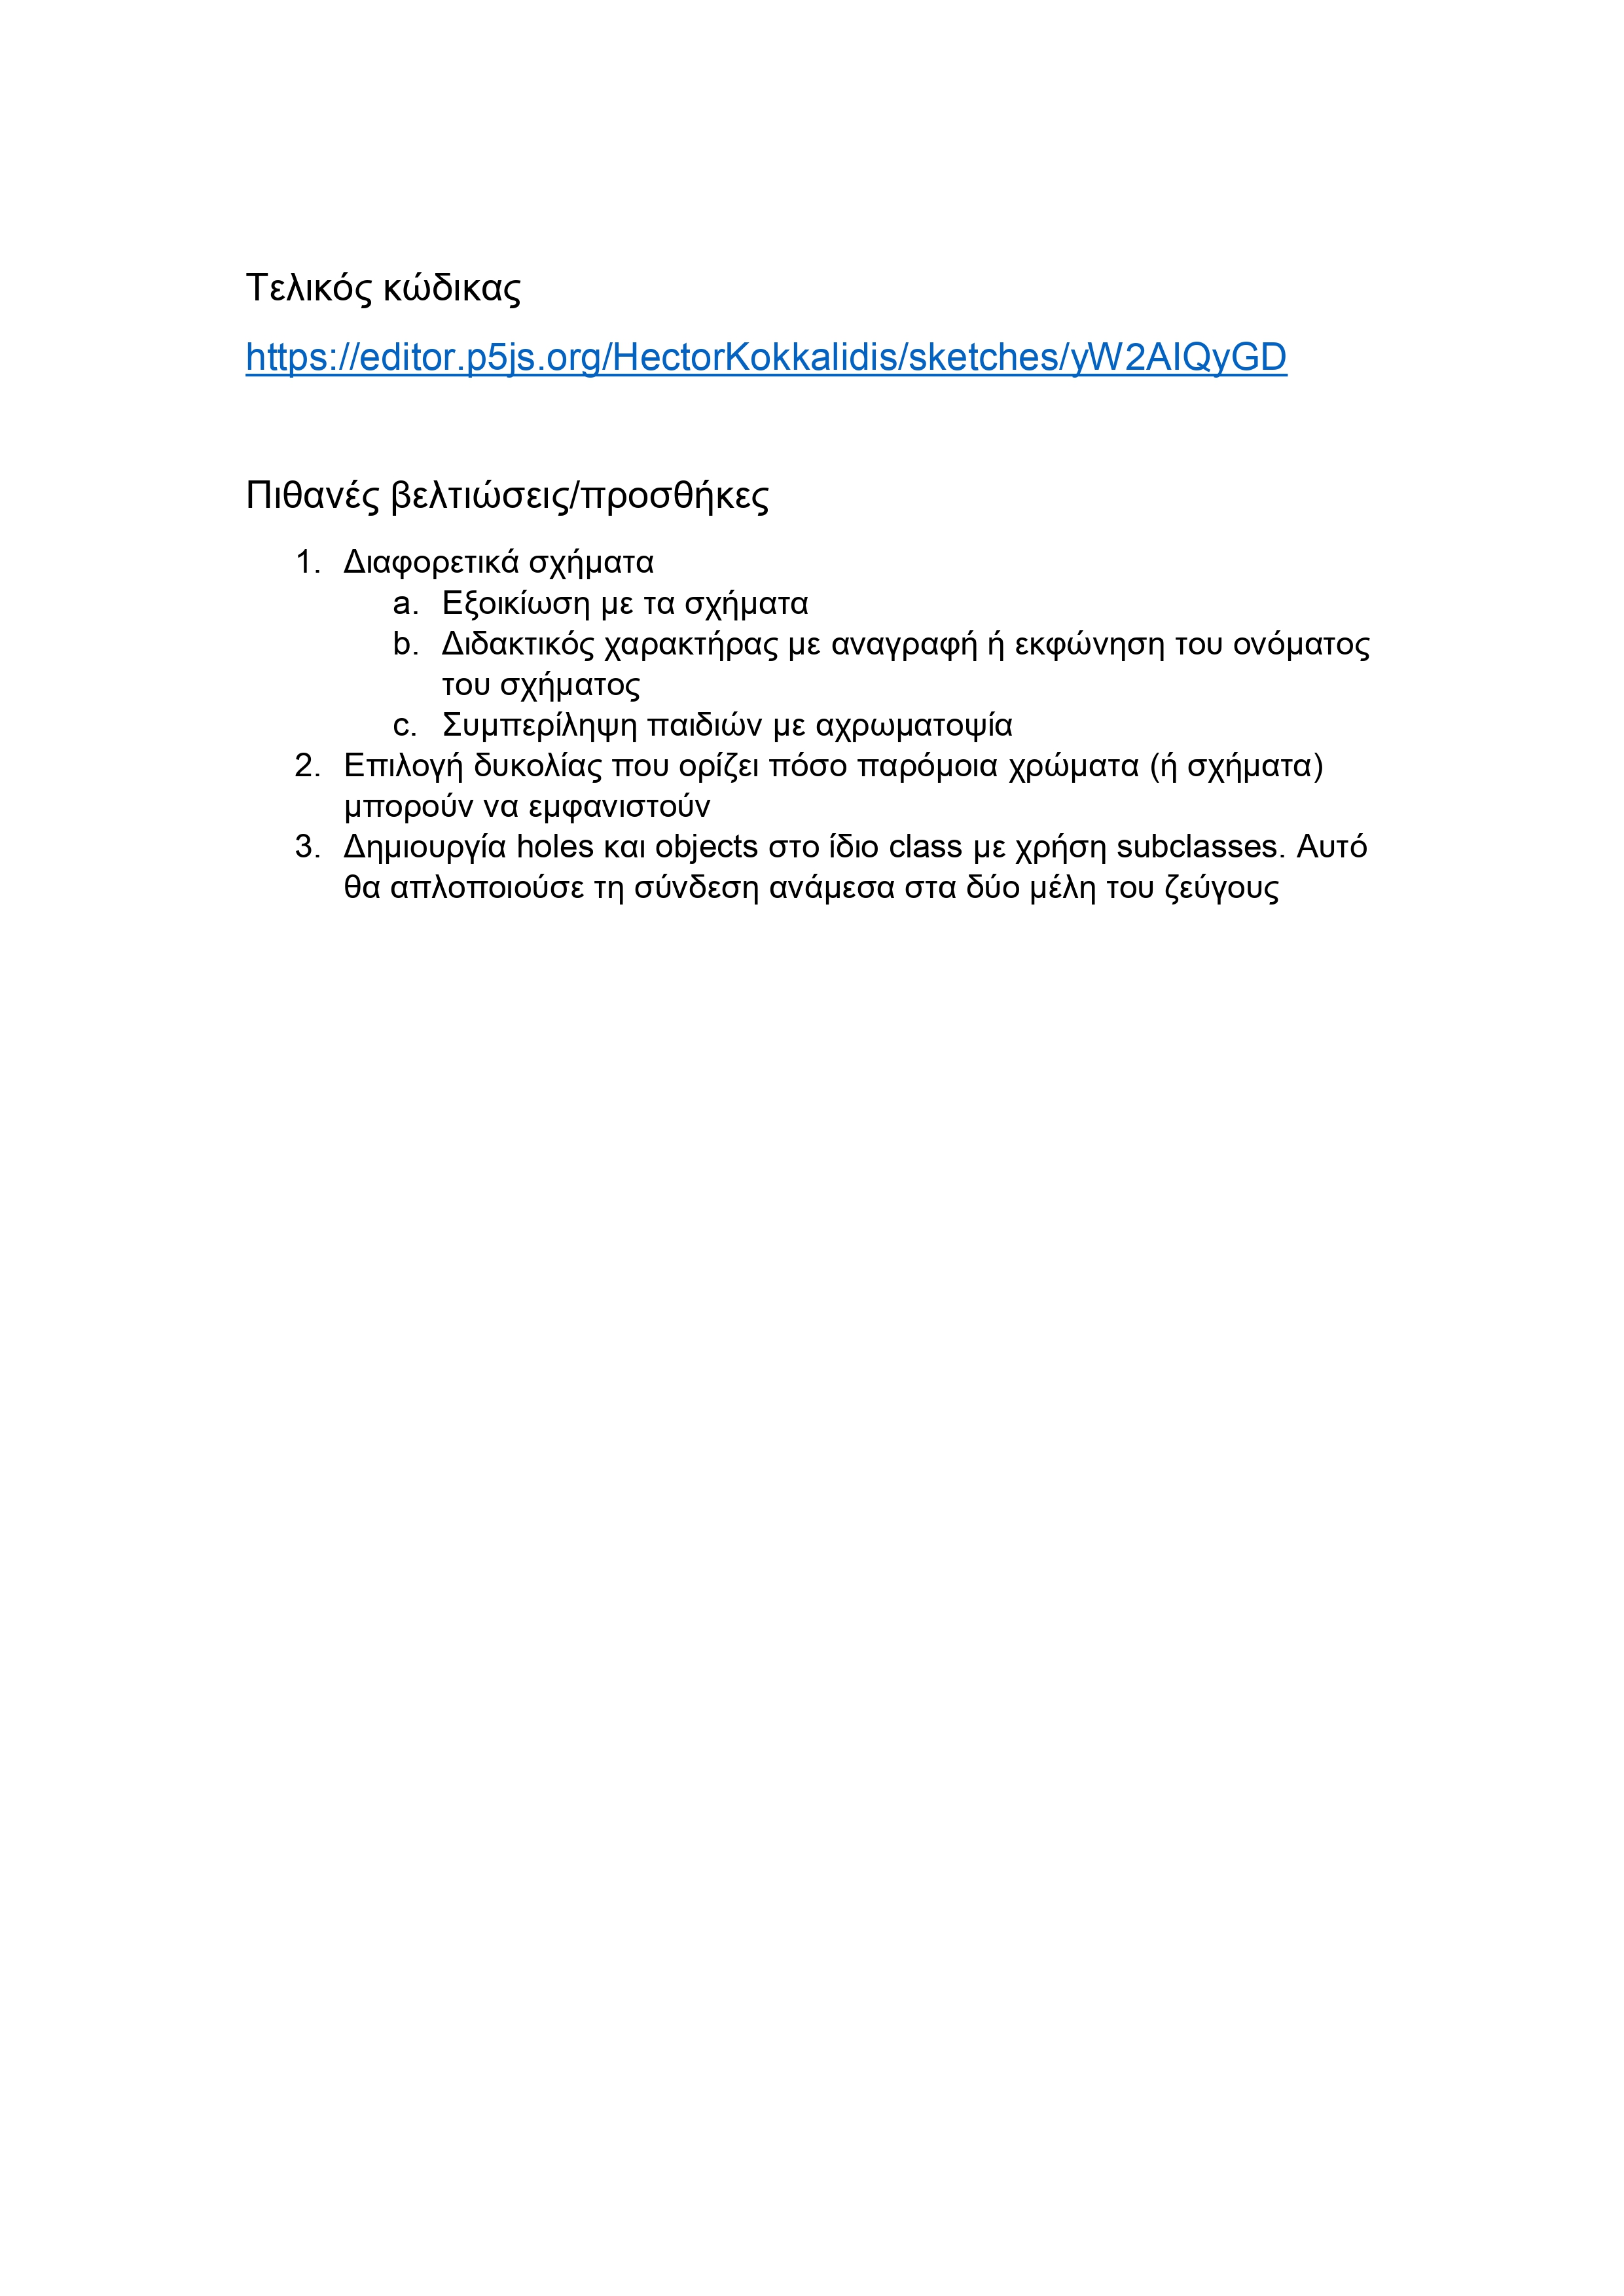 Τελικός κώδικας
https://editor.p5js.org/HectorKokkalidis/sketches/yW2AIQyGD
Πιθανές βελτιώσεις/προσθήκες
1. Διαφορετικά σχήματα
a. Εξοικίωση με τα σχήματα
b. Διδακτικός χαρακτήρας με αναγραφή ή εκφώνηση του ονόματος
του σχήματος
c. Συμπερίληψη παιδιών με αχρωματοψία
2. Επιλογή δυκολίας που ορίζει πόσο παρόμοια χρώματα (ή σχήματα)
μπορούν να εμφανιστούν
3. Δημιουργία holes και objects στο ίδιο class με χρήση subclasses. Αυτό
θα απλοποιούσε τη σύνδεση ανάμεσα στα δύο μέλη του ζεύγους